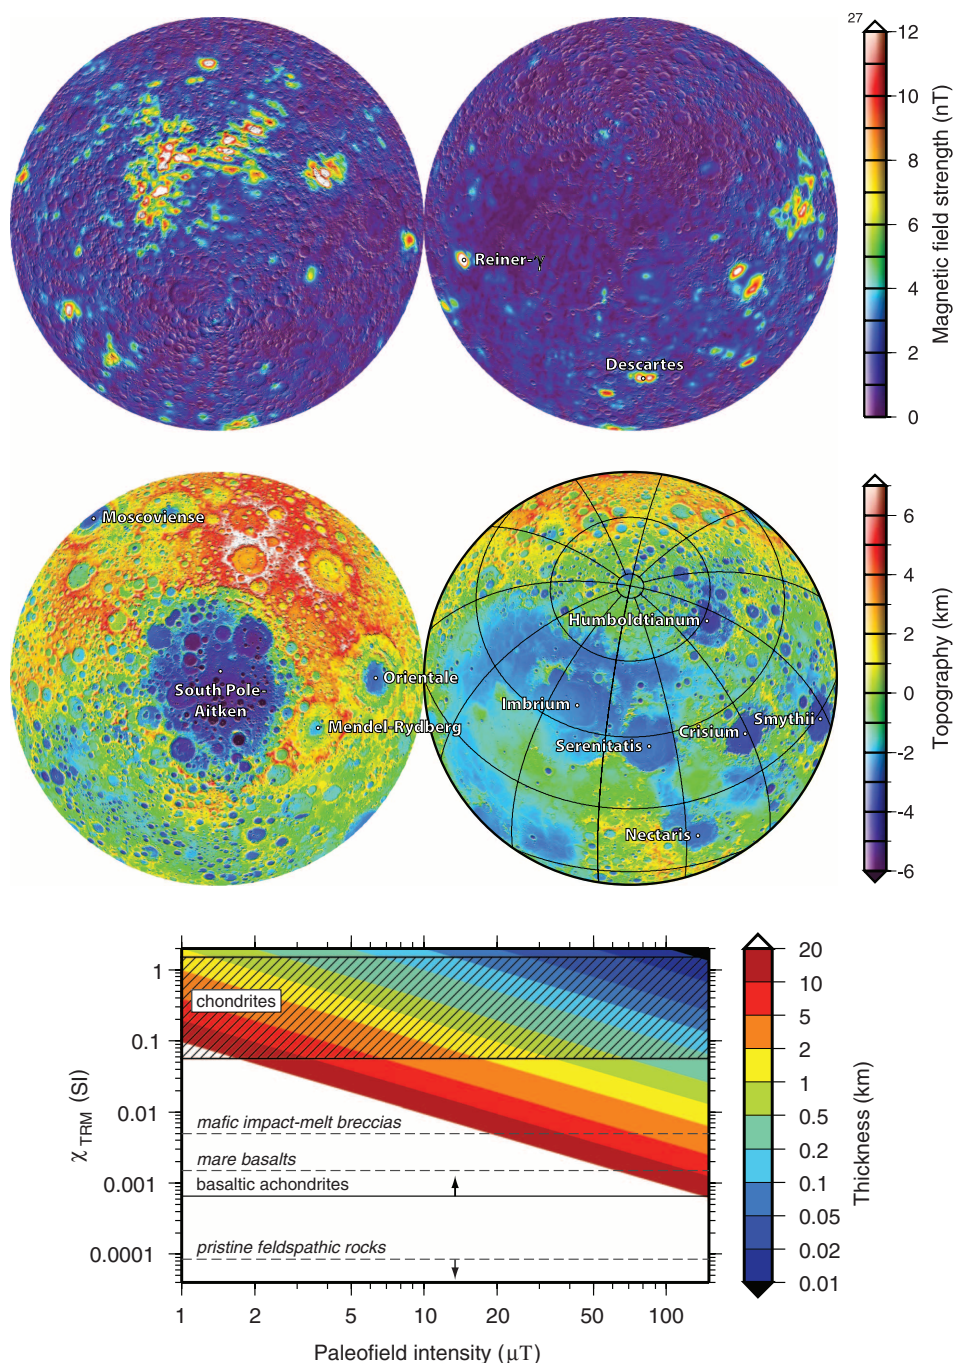 27
12
10
8
6
4
2
0
Magnetic field strength (nT)
Reiner-γ
Descartes
Moscoviense
South Pole-
Aitken
Orientale
Mendel-Rydberg
Humboldtianum
Imbrium
Serenitatis
Crisium
Smythii
Nectaris
6
4
2
0
-2
-4
-6
Topography (km)
χTRM (SI)
1
0.1
0.01
0.001
0.0001
chondrites
mafic impact-melt breccias
mare basalts
basaltic achondrites
pristine feldspathic rocks
1
2
5
10
20
50
100
Paleofield intensity (μT)
20
10
5
2
1
0.5
0.2
0.1
0.05
0.02
0.01
Thickness (km)